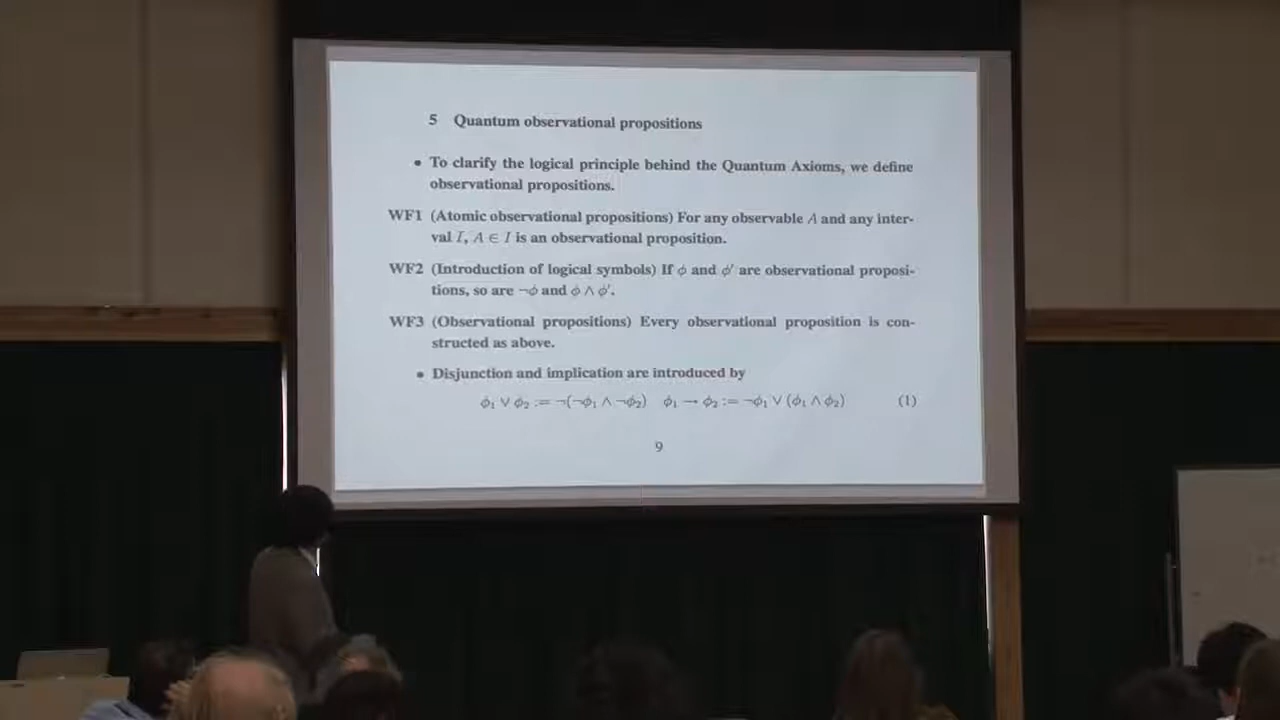 5 Quantum observational propositions
• To clarify the logical principle behind the Quantum Axioms, we define
observational propositions.
WF1 (Atomic observational propositions) For any observable A and any inter-
val I, A ∈ I is an observational proposition.
WF2 (Introduction of logical symbols) If ϕ and ϕ′ are observational proposi-
tions, so are ¬ϕ and ϕ ∧ ϕ′.
WF3 (Observational propositions) Every observational proposition is con-
structed as above.
• Disjunction and implication are introduced by
ϕ₁ ∨ ϕ₂ := ¬(¬ϕ₁ ∧ ¬ϕ₂) ϕ₁ → ϕ₂ := ¬ϕ₁ ∨ (ϕ₁ ∧ ϕ₂) (1)
9